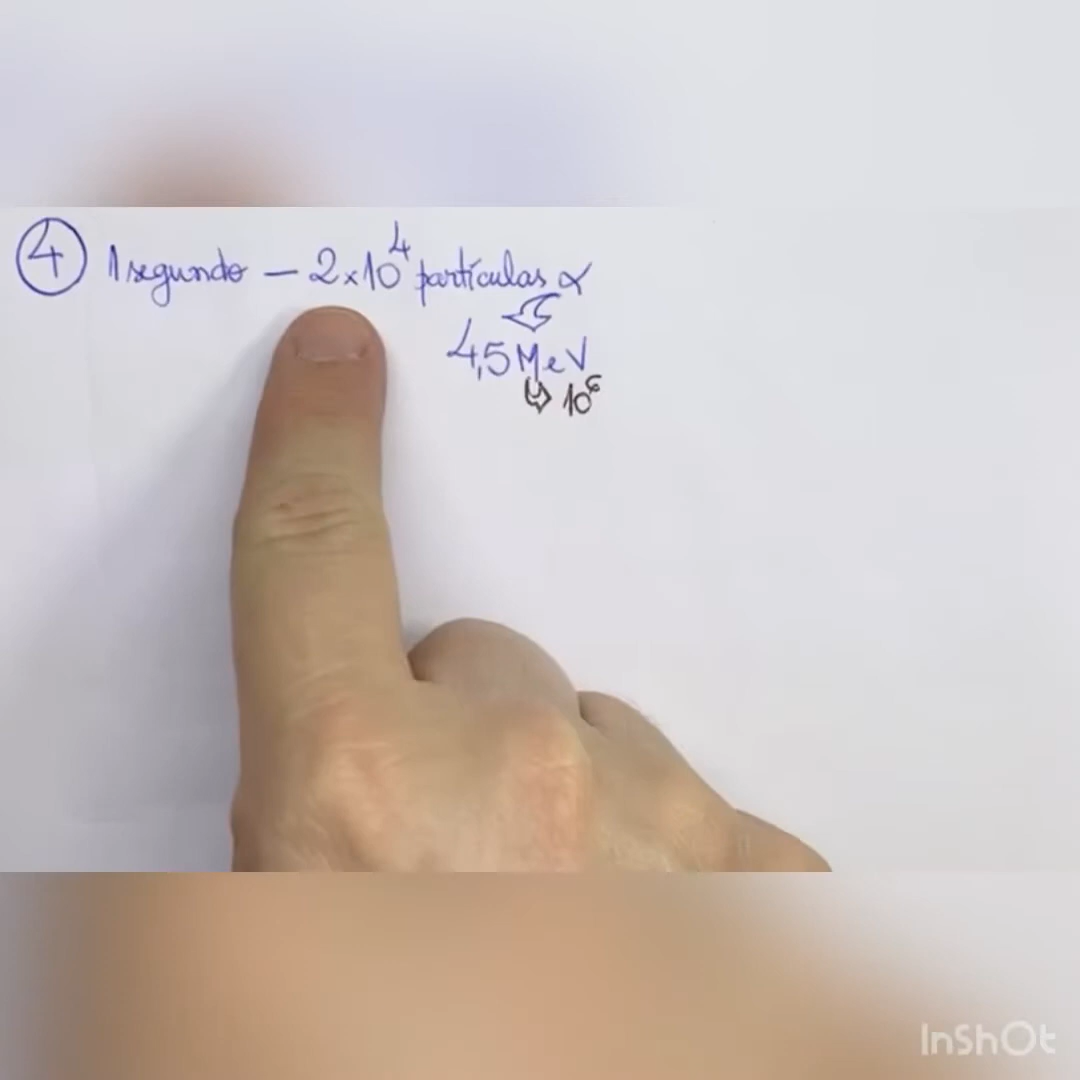 4 1 segundo – 2×10⁴ partículas α
4,5 MeV
10⁶
InShOt